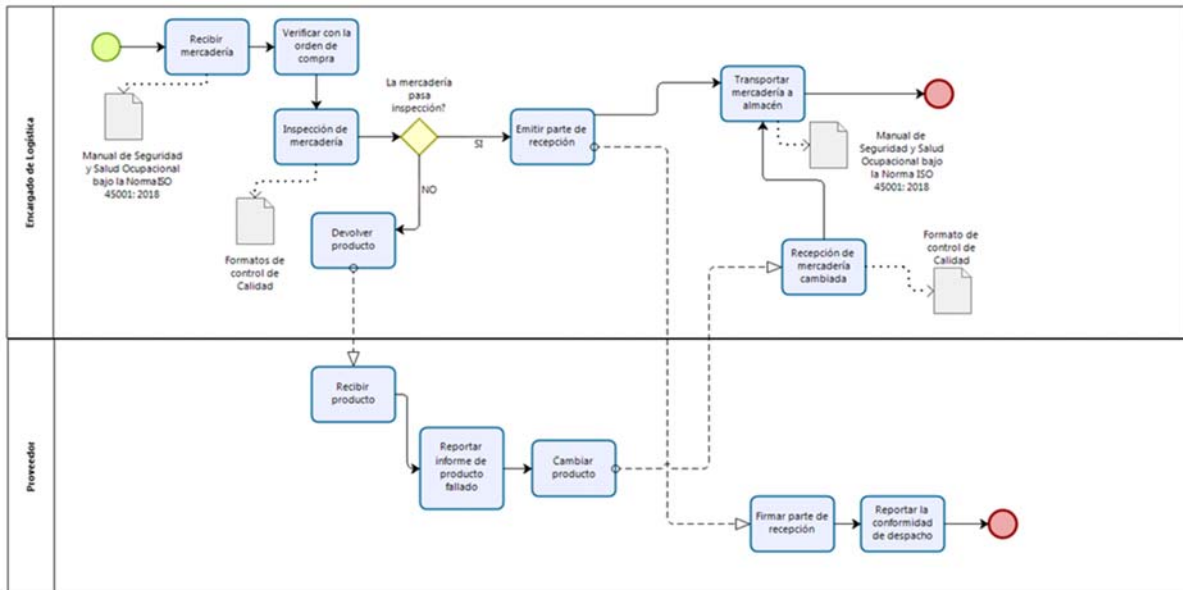 Encargado de Logística
Recibir
mercadería
Verificar con la
orden de
compra
Manual de Seguridad
y Salud Ocupacional
bajo la NormaISO
45001: 2018
Inspección de
mercadería
Formatos de
control de
Calidad
La mercadería
pasa
inspección?
SI
NO
Devolver
producto
Emitir parte de
recepción
Transportar
mercadería a
almacén
Manual de
Seguridad y Salud
Ocupacional bajo
la Norma ISO
45001: 2018
Recepción de
mercadería
cambiada
Formato de
control de
Calidad
Proveedor
Recibir
producto
Reportar
informe de
producto
fallado
Cambiar
producto
Firmar parte de
recepción
Reportar la
conformidad
de despacho